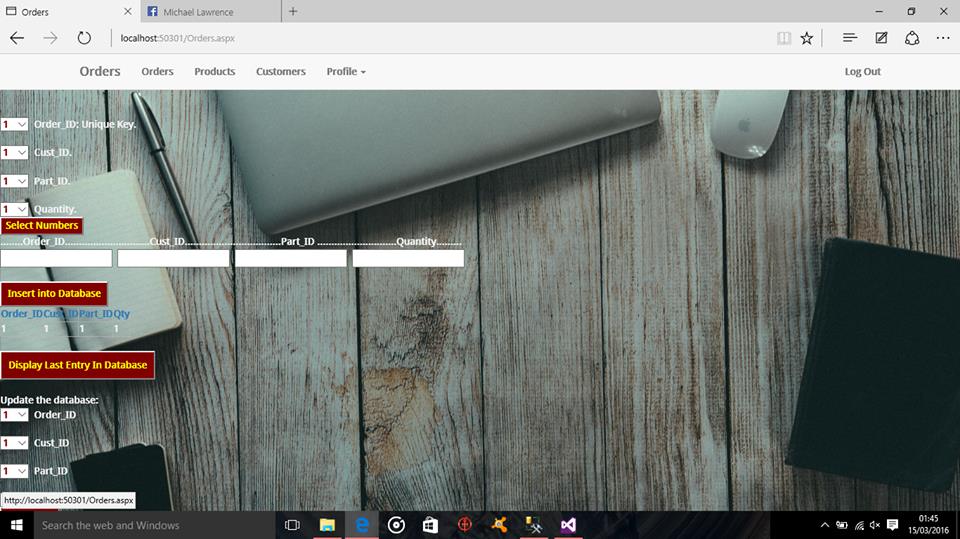 Orders
Michael Lawrence
localhost:50301/Orders.aspx
Orders Orders Products Customers Profile Log Out
1 Order_ID: Unique Key.
1 Cust_ID.
1 Part_ID.
1 Quantity.
Select Numbers
........Order_ID................................Cust_ID....................................Part_ID ..............................Quantity.........
Insert into Database
Order_ID Cust_ID Part_ID Qty
1 1 1 1
Display Last Entry In Database
Update the database:
1 Order_ID
1 Cust_ID
1 Part_ID
http://localhost:50301/Orders.aspx
Search the web and Windows
01:45
15/03/2016